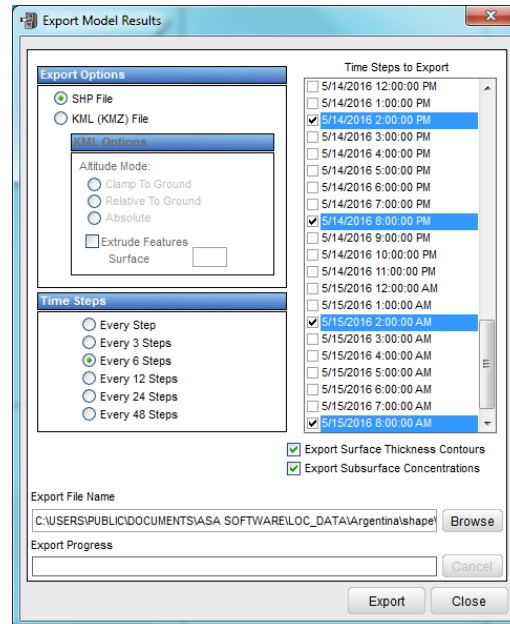 Export Model Results
Export Options
SHP File
KML (KMZ) File
KML Options
Altitude Mode:
Clamp To Ground
Relative To Ground
Absolute
Extrude Features
Surface
Time Steps
Every Step
Every 3 Steps
Every 6 Steps
Every 12 Steps
Every 24 Steps
Every 48 Steps
Time Steps to Export
5/14/2016 12:00:00 PM
5/14/2016 1:00:00 PM
5/14/2016 2:00:00 PM
5/14/2016 3:00:00 PM
5/14/2016 4:00:00 PM
5/14/2016 5:00:00 PM
5/14/2016 6:00:00 PM
5/14/2016 7:00:00 PM
5/14/2016 8:00:00 PM
5/14/2016 9:00:00 PM
5/14/2016 10:00:00 PM
5/14/2016 11:00:00 PM
5/15/2016 12:00:00 AM
5/15/2016 1:00:00 AM
5/15/2016 2:00:00 AM
5/15/2016 3:00:00 AM
5/15/2016 4:00:00 AM
5/15/2016 5:00:00 AM
5/15/2016 6:00:00 AM
5/15/2016 7:00:00 AM
5/15/2016 8:00:00 AM
Export Surface Thickness Contours
Export Subsurface Concentrations
Export File Name
C:\USERS\PUBLIC\DOCUMENTS\ASA SOFTWARE\LOC_DATA\Argentina\shape\
Browse
Export Progress
Cancel
Export
Close